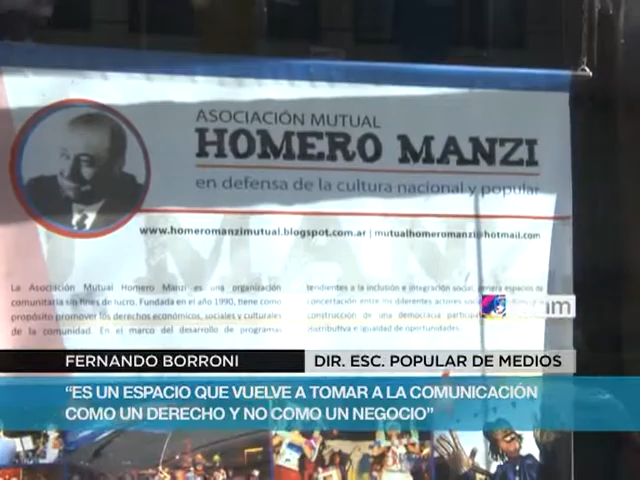 ASOCIACIÓN MUTUAL
HOMERO MANZI
en defensa de la cultura nacional y popular
www.homeromanzimutual.blogspot.com.ar | mutualhomeromanzi@hotmail.com
La Asociación Mutual Homero Manzi es una organización
comunitaria sin fines de lucro. Fundada en el año 1990, tiene como
propósito promover los derechos económicos, sociales y culturales
de la comunidad. En el marco del desarrollo de programas
tendientes a la inclusión e integración social, genera espacios de
concertación entre los diferentes actores
construcción de una democracia
distributiva e igualdad de oportunidades.
FERNANDO BORRONI
DIR. ESC. POPULAR DE MEDIOS
“ES UN ESPACIO QUE VUELVE A TOMAR A LA COMUNICACIÓN
COMO UN DERECHO Y NO COMO UN NEGOCIO”